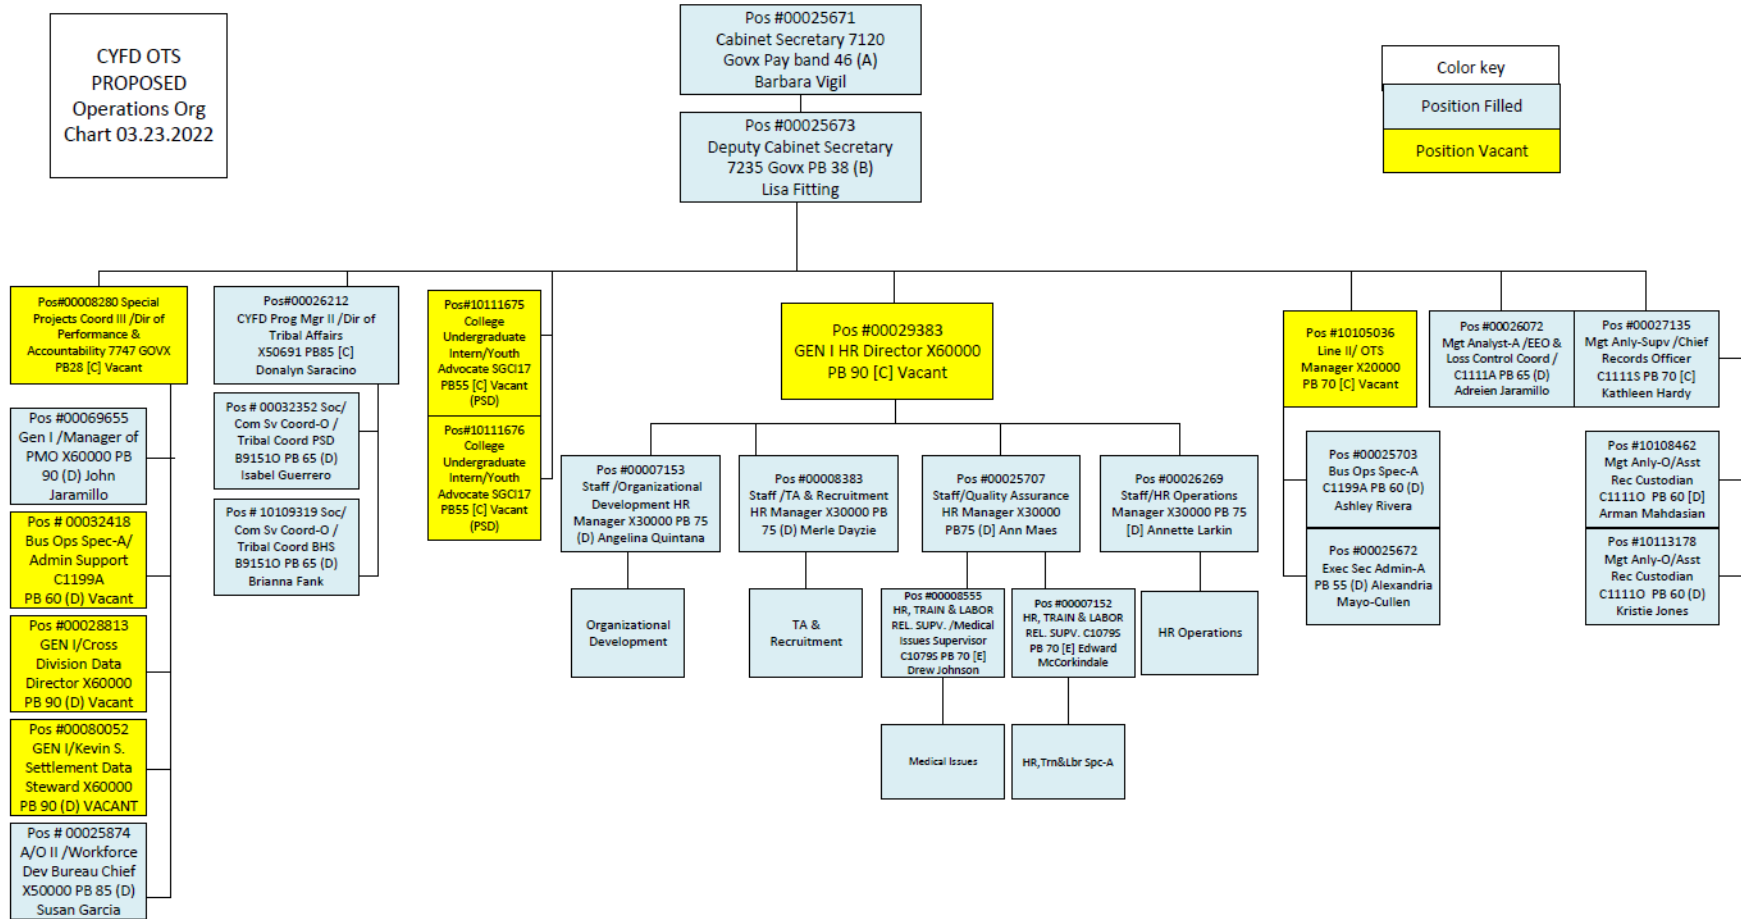 CYFD OTS
PROPOSED
Operations Org
Chart 03.23.2022
Pos #00025671
Cabinet Secretary 7120
Govx Pay band 46 (A)
Barbara Vigil
Pos #00025673
Deputy Cabinet Secretary
7235 Govx PB 38 (B)
Lisa Fitting
Color key
Position Filled
Position Vacant
Pos#00008280 Special
Projects Coord III /Dir of
Performance &
Accountability 7747 GOVX
PB28 [C] Vacant
Pos #00069655
Gen I /Manager of
PMO X60000 PB
90 (D) John
Jaramillo
Pos # 00032418
Bus Ops Spec-A/
Admin Support
C1199A
PB 60 (D) Vacant
Pos #00028813
GEN I/Cross
Division Data
Director X60000
PB 90 (D) Vacant
Pos #00080052
GEN I/Kevin S.
Settlement Data
Steward X60000
PB 90 (D) VACANT
Pos # 00025874
A/O II /Workforce
Dev Bureau Chief
X50000 PB 85 (D)
Susan Garcia
Pos#00026212
CYFD Prog Mgr II /Dir of
Tribal Affairs
X50691 PB85 [C]
Donalyn Saracino
Pos # 00032352 Soc/
Com Sv Coord-O /
Tribal Coord PSD
B9151O PB 65 (D)
Isabel Guerrero
Pos # 10109319 Soc/
Com Sv Coord-O /
Tribal Coord BHS
B9151O PB 65 (D)
Brianna Fank
Pos#10111675
College
Undergraduate
Intern/Youth
Advocate SGCI17
PB55 [C] Vacant
(PSD)
Pos#10111676
College
Undergraduate
Intern/Youth
Advocate SGCI17
PB55 [C] Vacant
(PSD)
Pos #00029383
GEN I HR Director X60000
PB 90 [C] Vacant
Pos #00007153
Staff /Organizational
Development HR
Manager X30000 PB 75
(D) Angelina Quintana
Organizational
Development
Pos #00008383
Staff /TA & Recruitment
HR Manager X30000 PB
75 (D) Merle Dayzie
TA &
Recruitment
Pos #00025707
Staff/Quality Assurance
HR Manager X30000
PB75 (D) Ann Maes
Pos #00008555
HR, TRAIN & LABOR
REL. SUPV. /Medical
Issues Supervisor
C1079S PB 70 [E]
Drew Johnson
Medical Issues
Pos #00007152
HR, TRAIN & LABOR
REL. SUPV. C1079S
PB 70 [E] Edward
McCorkindale
HR,Trn&Lbr Spc-A
Pos #00026269
Staff/HR Operations
Manager X30000 PB 75
[D] Annette Larkin
HR Operations
Pos #10105036
Line II/ OTS
Manager X20000
PB 70 [C] Vacant
Pos #00025703
Bus Ops Spec-A
C1199A PB 60 (D)
Ashley Rivera
Pos #00025672
Exec Sec Admin-A
PB 55 (D) Alexandria
Mayo-Cullen
Pos #00026072
Mgt Analyst-A /EEO &
Loss Control Coord /
C1111A PB 65 (D)
Adreien Jaramillo
Pos #00027135
Mgt Anly-Supv /Chief
Records Officer
C1111S PB 70 [C]
Kathleen Hardy
Pos #10108462
Mgt Anly-O/Asst
Rec Custodian
C1111O PB 60 [D]
Arman Mahdasian
Pos #10113178
Mgt Anly-O/Asst
Rec Custodian
C1111O PB 60 (D)
Kristie Jones